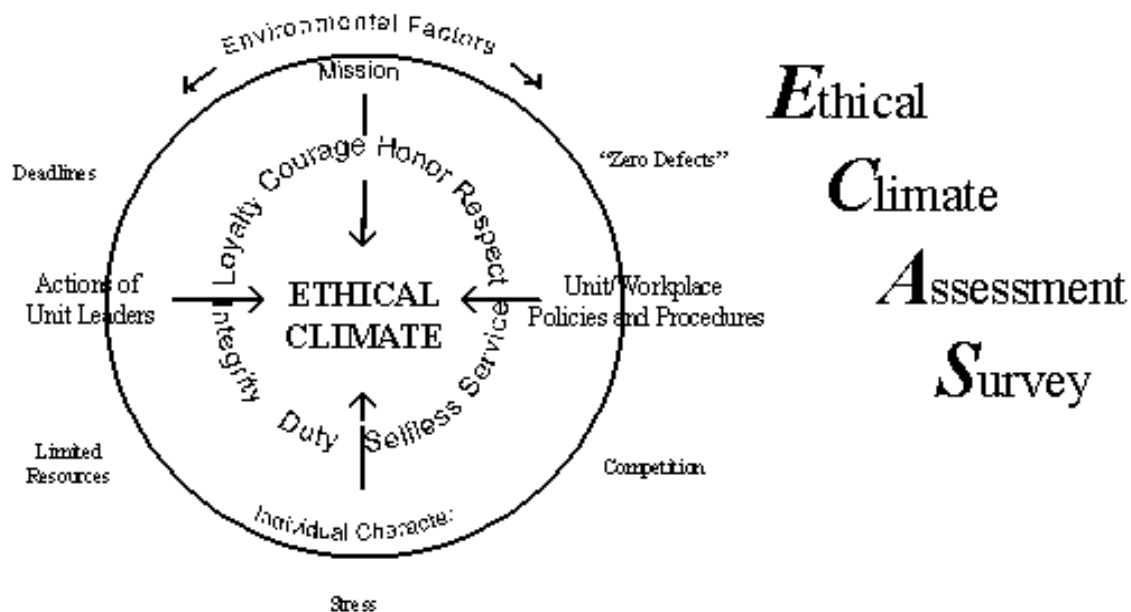 Environmental Factors
Mission
Deadlines
"Zero Defects"
Loyalty Courage Honor Respect
Selfless Service
Duty
Integrity
ETHICAL
CLIMATE
Actions of
Unit Leaders
Unit/Workplace
Policies and Procedures
Limited
Resources
Competition
Individual Character
Stress
Ethical
Climate
Assessment
Survey